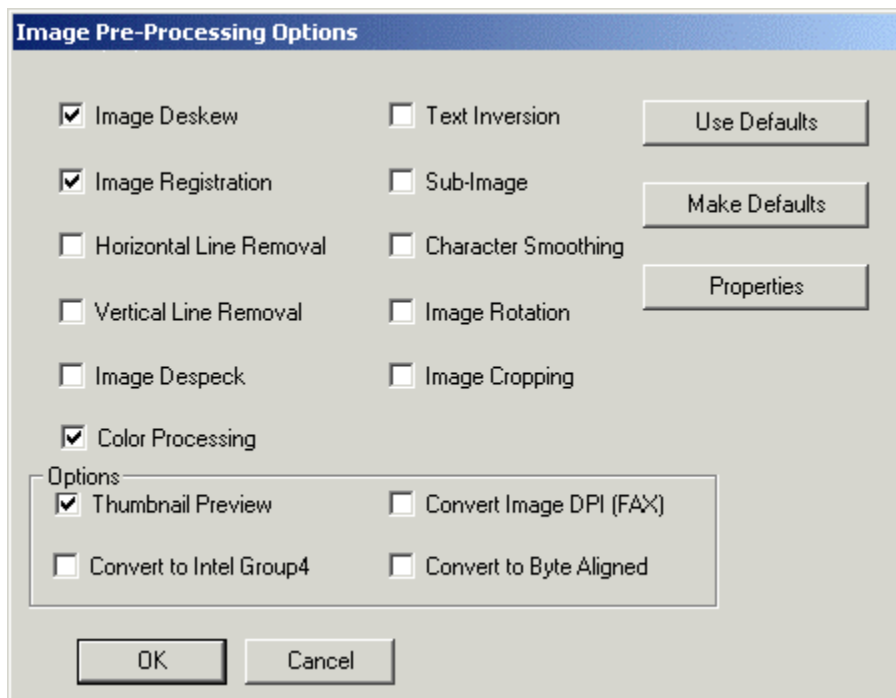 Image Pre-Processing Options
Image Deskew
Text Inversion
Use Defaults
Image Registration
Sub-Image
Make Defaults
Horizontal Line Removal
Character Smoothing
Properties
Vertical Line Removal
Image Rotation
Image Despeck
Image Cropping
Color Processing
Options
Thumbnail Preview
Convert Image DPI (FAX)
Convert to Intel Group4
Convert to Byte Aligned
OK
Cancel